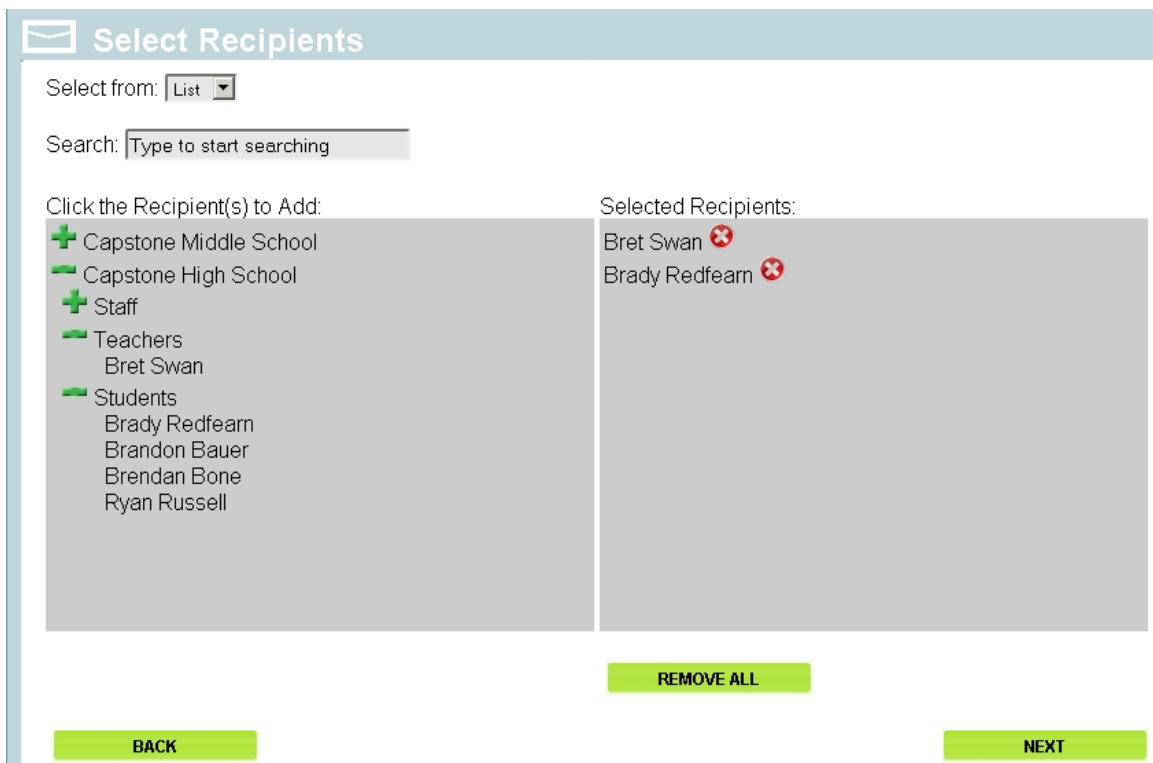 Select Recipients
Select from: List
Search: Type to start searching
Click the Recipient(s) to Add:
Capstone Middle School
Capstone High School
Staff
Teachers
Bret Swan
Students
Brady Redfearn
Brandon Bauer
Brendan Bone
Ryan Russell
Selected Recipients:
Bret Swan
Brady Redfearn
REMOVE ALL
BACK
NEXT